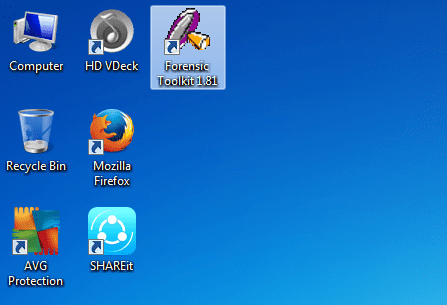 Computer
HD VDeck
Forensic
Toolkit 1.81
Recycle Bin
Mozilla
Firefox
AVG
Protection
SHAREit